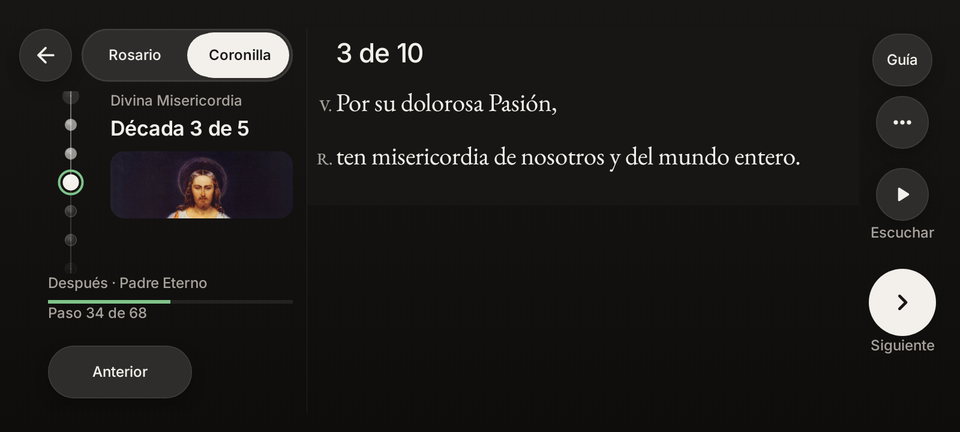 Rosario
Coronilla
Divina Misericordia
Década 3 de 5
Después · Padre Eterno
Paso 34 de 68
Anterior
3 de 10
V. Por su dolorosa Pasión,
R. ten misericordia de nosotros y del mundo entero.
Guía
Escuchar
Siguiente